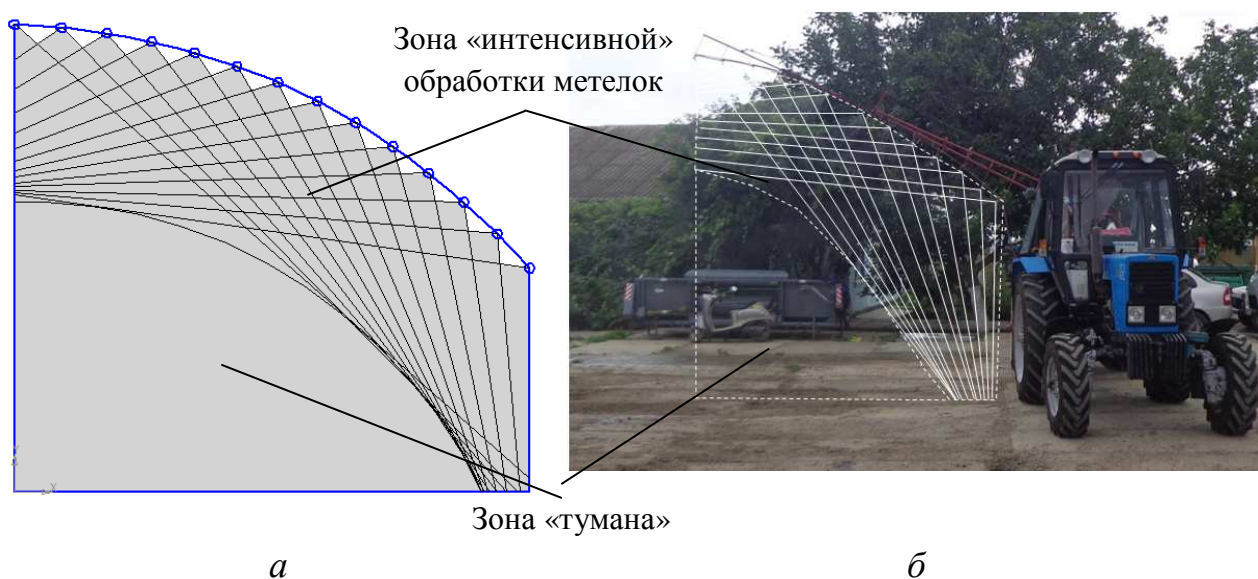 Зона «интенсивной»
обработки метелок
Зона «тумана»
а
б